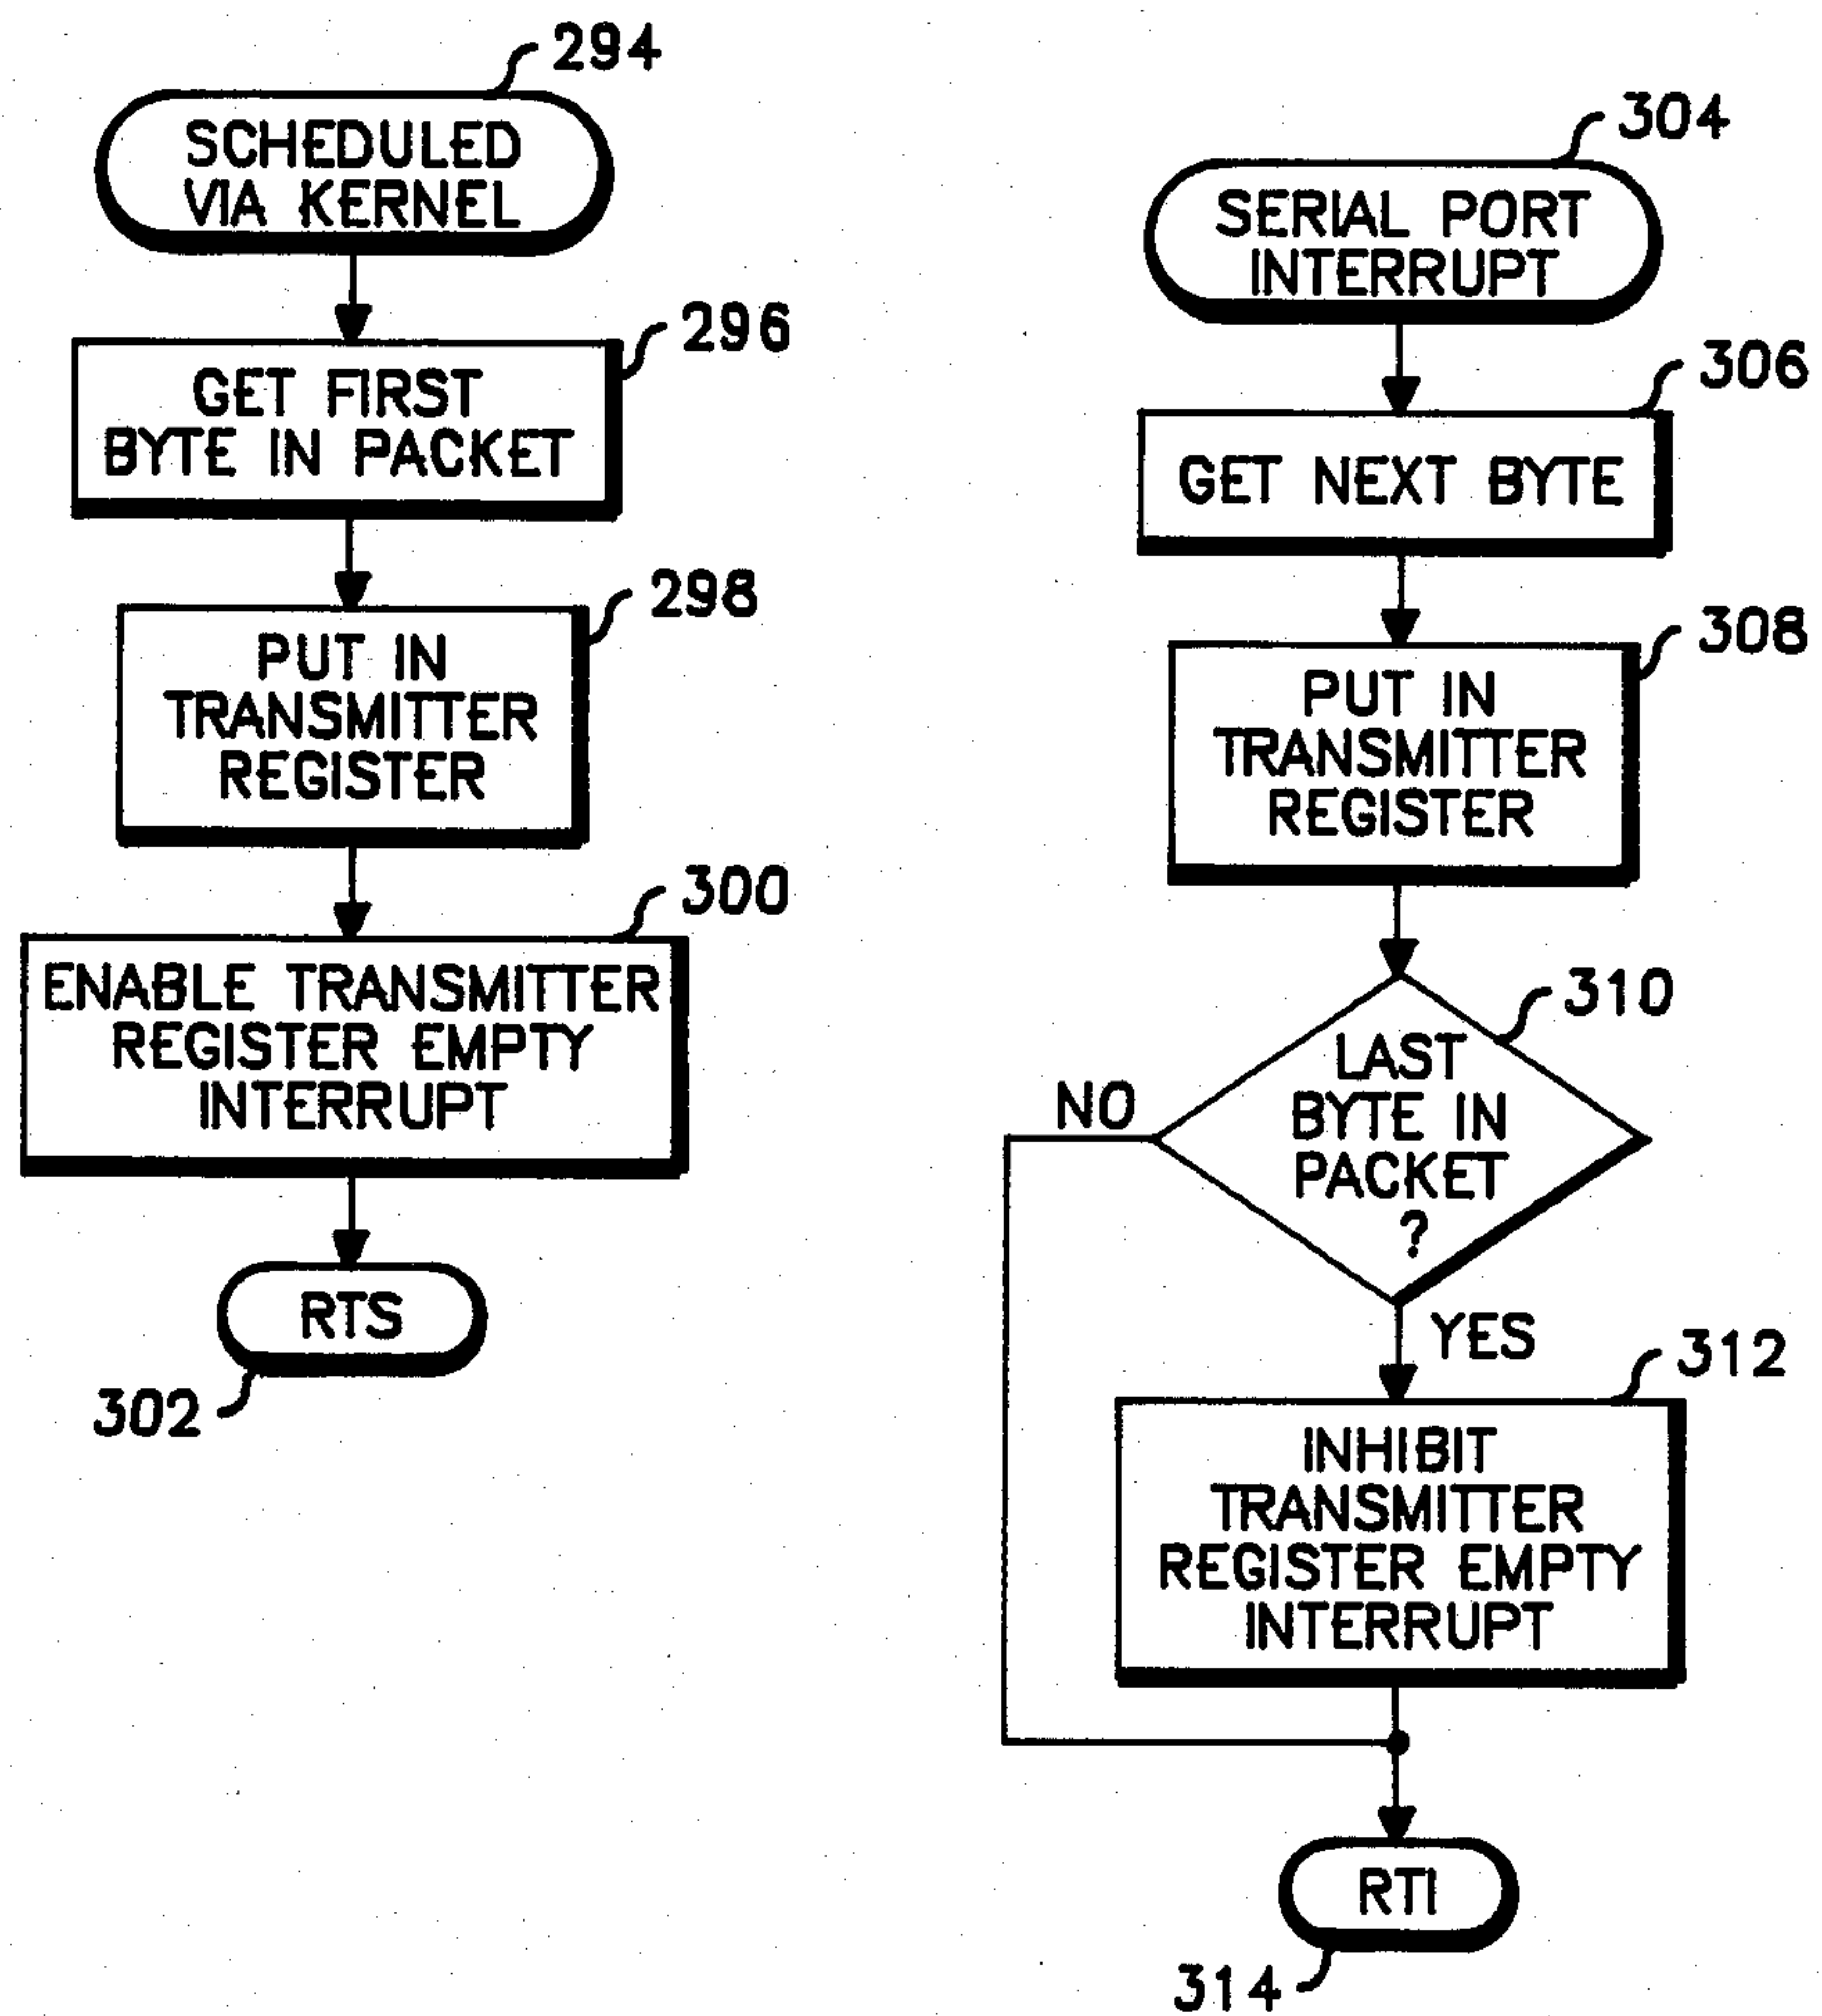 294
SCHEDULED
VIA KERNEL
296
GET FIRST
BYTE IN PACKET
298
PUT IN
TRANSMITTER
REGISTER
300
ENABLE TRANSMITTER
REGISTER EMPTY
INTERRUPT
RTS
302
304
SERIAL PORT
INTERRUPT
306
GET NEXT BYTE
308
PUT IN
TRANSMITTER
REGISTER
310
LAST
BYTE IN
PACKET
?
NO
YES
312
INHIBIT
TRANSMITTER
REGISTER EMPTY
INTERRUPT
RTI
314